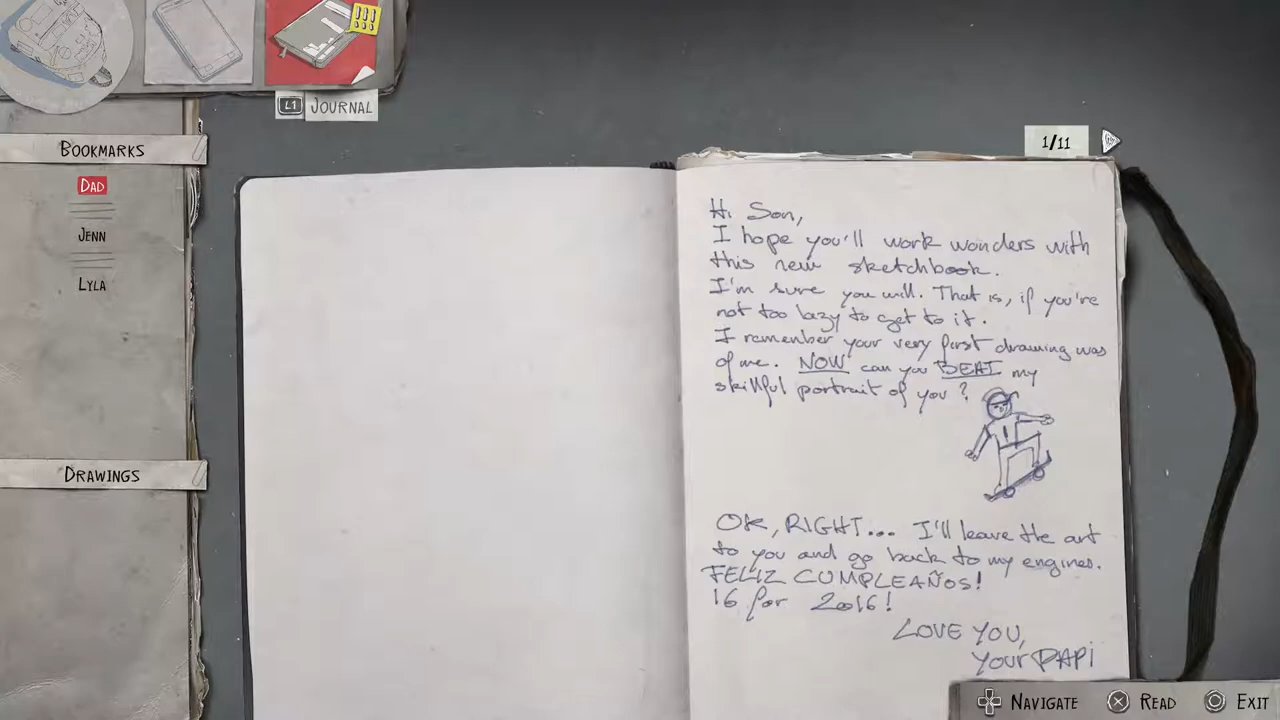 L1 JOURNAL
BOOKMARKS
DAD
JENN
LYLA
DRAWINGS
1/11
Hi Son,
I hope you'll work wonders with
this new sketchbook.
I'm sure you will. That is, if you're
not too lazy to get to it.
I remember your very first drawing was
of me. NOW can you BEAT my
skillful portrait of you?
OK, RIGHT... I'll leave the art
to you and go back to my engines.
FELIZ CUMPLEAÑOS!
16 for 2016!
LOVE YOU,
Your PAPI
NAVIGATE READ EXIT